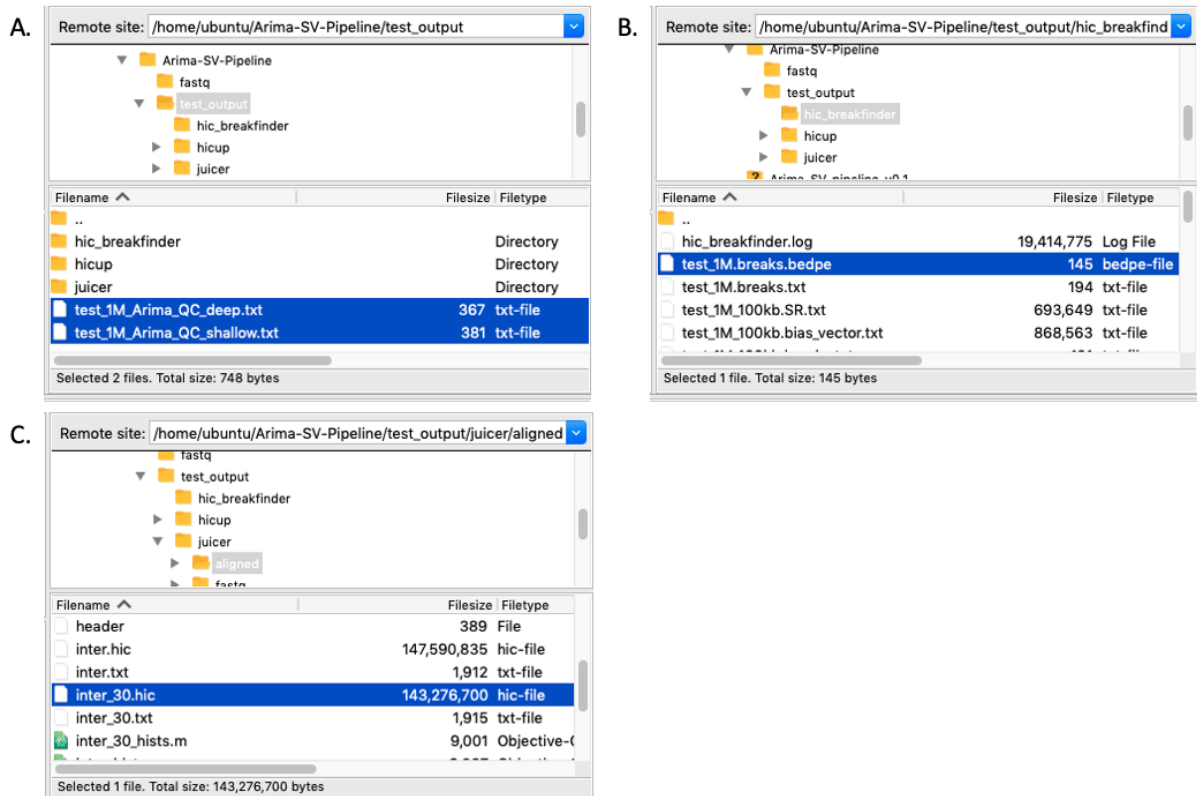 A.
Remote site: /home/ubuntu/Arima-SV-Pipeline/test_output
Arima-SV-Pipeline
fastq
test_output
hic_breakfinder
hicup
juicer
Filename Filesize Filetype
..
hic_breakfinder Directory
hicup Directory
juicer Directory
test_1M_Arima_QC_deep.txt 367 txt-file
test_1M_Arima_QC_shallow.txt 381 txt-file
Selected 2 files. Total size: 748 bytes
B.
Remote site: /home/ubuntu/Arima-SV-Pipeline/test_output/hic_breakfind
Arima-SV-Pipeline
fastq
test_output
hic_breakfinder
hicup
juicer
Arima-SV-pipeline_v0.1
Filename Filesize Filetype
..
hic_breakfinder.log 19,414,775 Log File
test_1M.breaks.bedpe 145 bedpe-file
test_1M.breaks.txt 194 txt-file
test_1M_100kb.SR.txt 693,649 txt-file
test_1M_100kb.bias_vector.txt 868,563 txt-file
Selected 1 file. Total size: 145 bytes
C.
Remote site: /home/ubuntu/Arima-SV-Pipeline/test_output/juicer/aligned
fastq
test_output
hic_breakfinder
hicup
juicer
aligned
fastq
Filename Filesize Filetype
header 389 File
inter.hic 147,590,835 hic-file
inter.txt 1,912 txt-file
inter_30.hic 143,276,700 hic-file
inter_30.txt 1,915 txt-file
inter_30_hists.m 9,001 Objective-(
Selected 1 file. Total size: 143,276,700 bytes